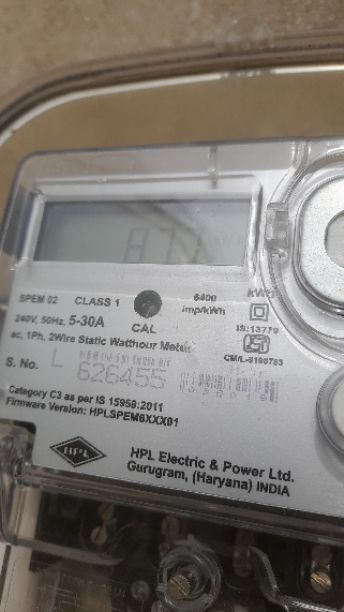 SPEM 02 CLASS 1 6400 imp/kWh kWh
240V, 50Hz, 5-30A CAL IS:13779
ac, 1Ph, 2Wire Static Watthour Meter
S. No. L 626455
CM/L-8190783
Category C3 as per IS 15959:2011
Firmware Version: HPLSPEM6XXX01
HPL
HPL Electric & Power Ltd.
Gurugram, (Haryana) INDIA